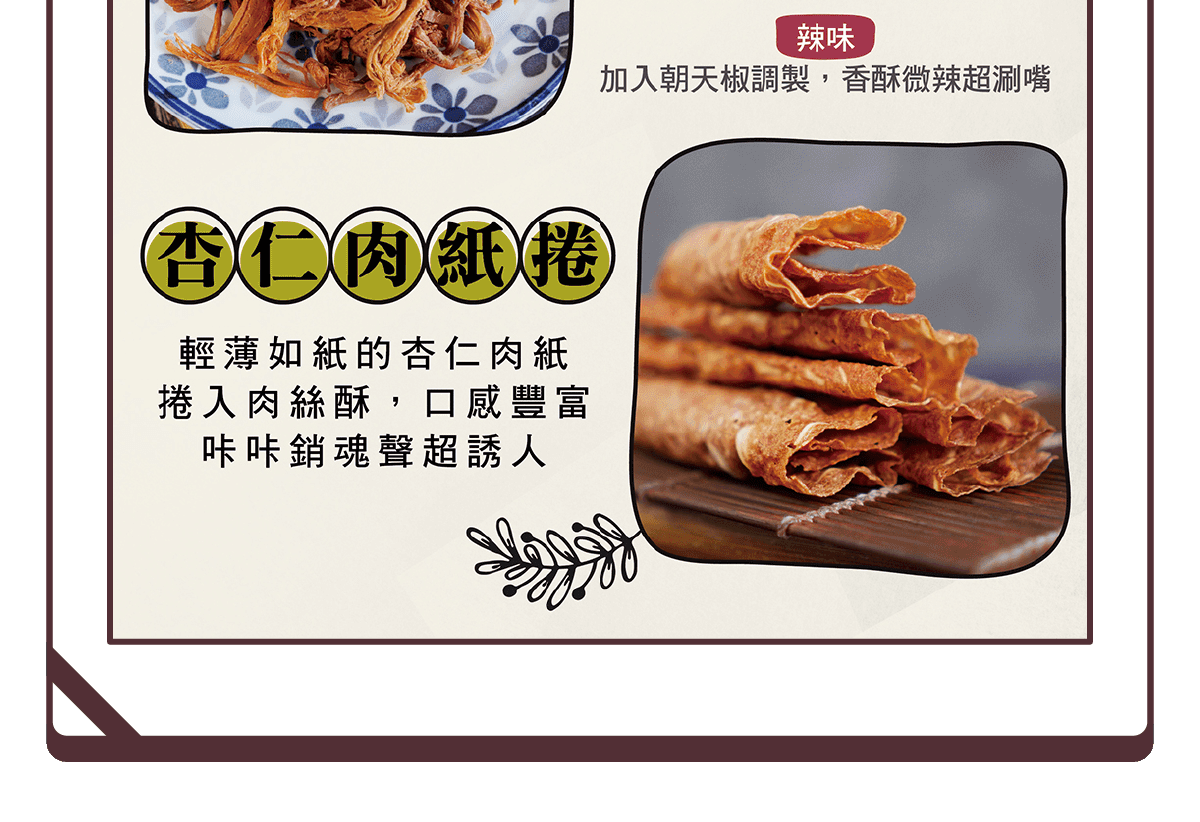 辣味
加入朝天椒調製，香酥微辣超涮嘴
杏仁肉紙捲
輕薄如紙的杏仁肉紙
捲入肉絲酥，口感豐富
咔咔銷魂聲超誘人